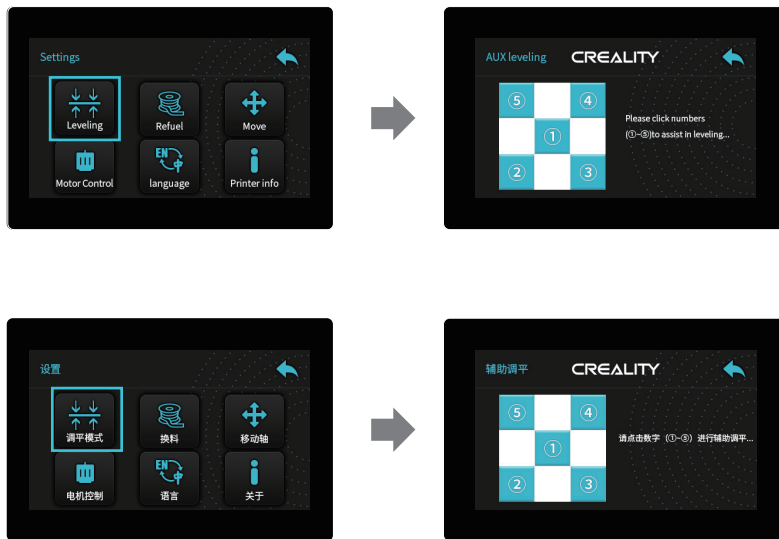 Settings
Leveling
Refuel
Move
Motor Control
EN
中
language
Printer info
AUX leveling
CREALITY
⑤
④
Please click numbers
①
(①~⑤)to assist in leveling...
②
③
设置
调平模式
换料
移动轴
电机控制
EN
中
语言
关于
辅助调平
CREALITY
⑤
④
①
请点击数字（①~⑤）进行辅助调平...
②
③